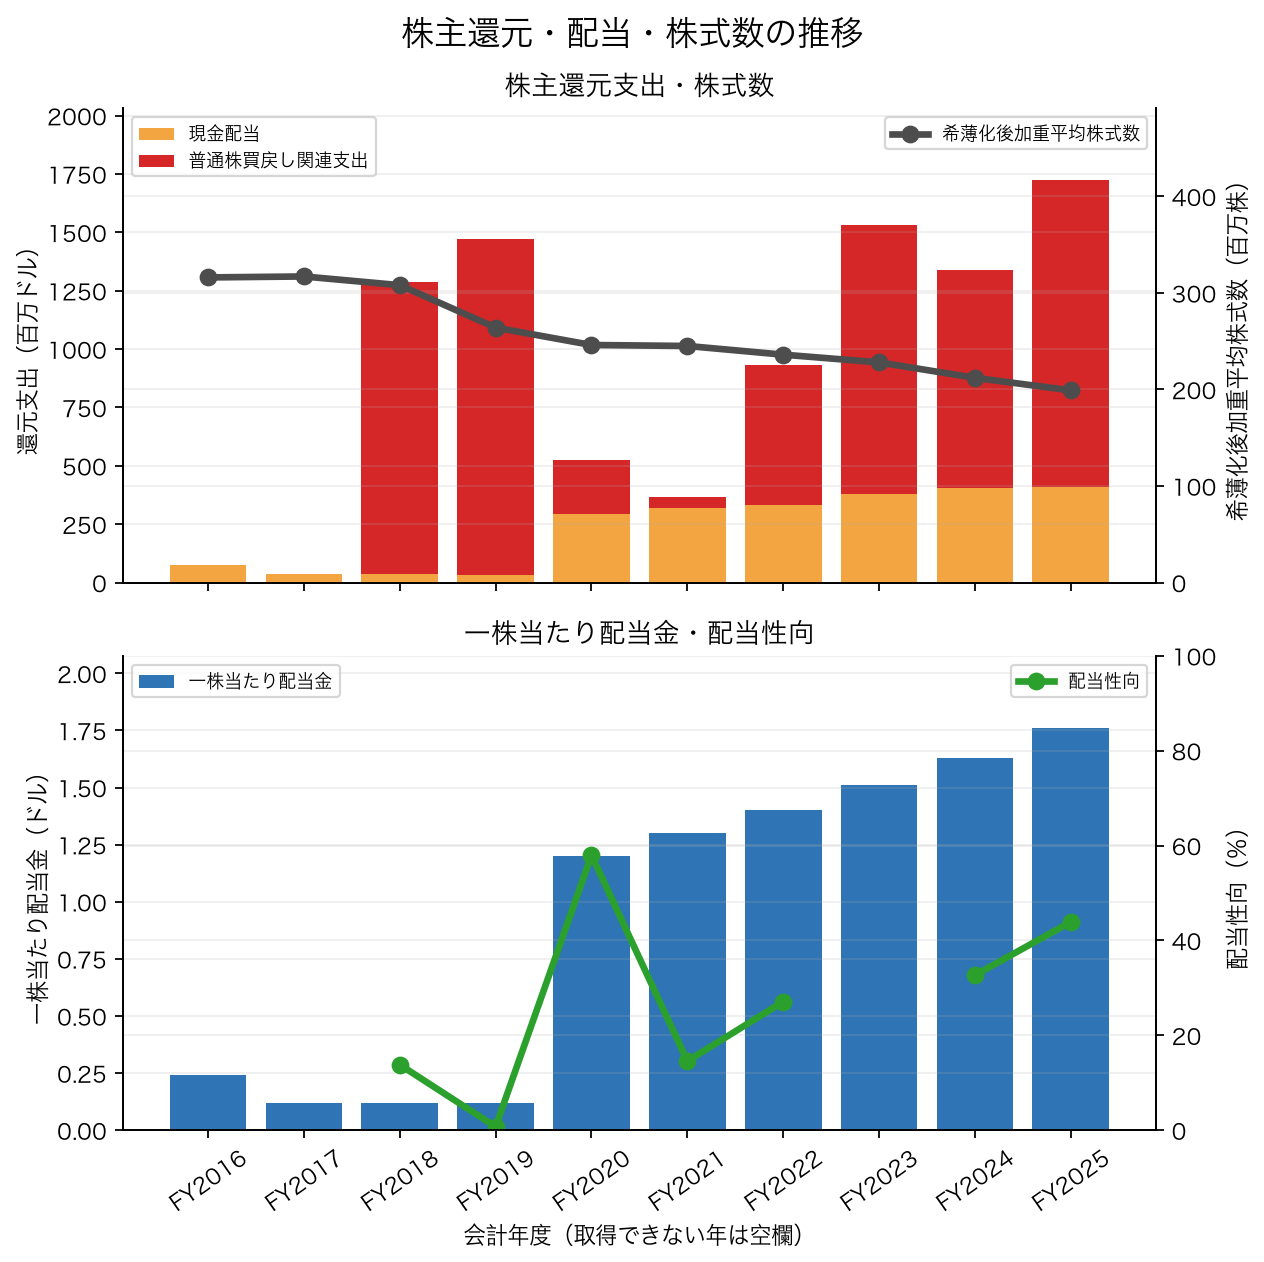 株主還元・配当・株式数の推移
株主還元支出・株式数
現金配当
普通株買戻し関連支出
希薄化後加重平均株式数
2000
1750
1500
1250
1000
750
500
250
0
還元支出（百万ドル）
400
300
200
100
0
希薄化後加重平均株式数（百万株）
一株当たり配当金・配当性向
一株当たり配当金
配当性向
2.00
1.75
1.50
1.25
1.00
0.75
0.50
0.25
0.00
一株当たり配当金（ドル）
100
80
60
40
20
0
配当性向（%）
FY2016
FY2017
FY2018
FY2019
FY2020
FY2021
FY2022
FY2023
FY2024
FY2025
会計年度（取得できない年は空欄）